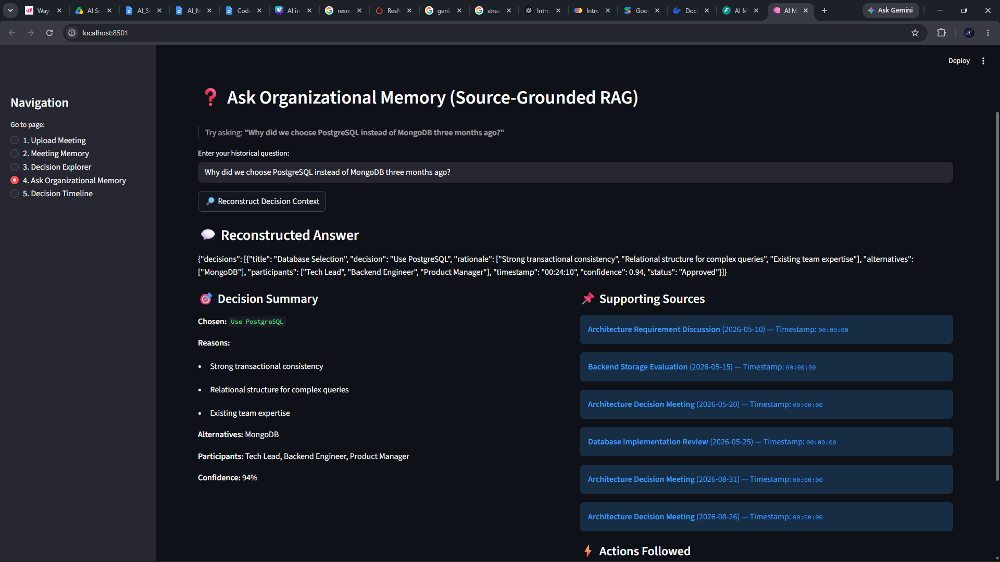 Way
AI Sc
AI_Sc
AI_M
Code
AI in
resne
ResN
genii
strea
Intro
Intro
Goo
Dock
AI M
AI M
Ask Gemini
localhost:8501
Deploy
Navigation
Go to page:
1. Upload Meeting
2. Meeting Memory
3. Decision Explorer
4. Ask Organizational Memory
5. Decision Timeline
❓ Ask Organizational Memory (Source-Grounded RAG)
Try asking: "Why did we choose PostgreSQL instead of MongoDB three months ago?"
Enter your historical question:
Why did we choose PostgreSQL instead of MongoDB three months ago?
🔎 Reconstruct Decision Context
💬 Reconstructed Answer
{"decisions": [{"title": "Database Selection", "decision": "Use PostgreSQL", "rationale": ["Strong transactional consistency", "Relational structure for complex queries", "Existing team expertise"], "alternatives":
["MongoDB"], "participants": ["Tech Lead", "Backend Engineer", "Product Manager"], "timestamp": "00:24:10", "confidence": 0.94, "status": "Approved"}]}
🎯 Decision Summary
Chosen: Use PostgreSQL
Reasons:
• Strong transactional consistency
• Relational structure for complex queries
• Existing team expertise
Alternatives: MongoDB
Participants: Tech Lead, Backend Engineer, Product Manager
Confidence: 94%
📌 Supporting Sources
Architecture Requirement Discussion (2026-05-10) — Timestamp: 00:00:00
Backend Storage Evaluation (2026-05-15) — Timestamp: 00:00:00
Architecture Decision Meeting (2026-05-20) — Timestamp: 00:00:00
Database Implementation Review (2026-05-25) — Timestamp: 00:00:00
Architecture Decision Meeting (2026-08-31) — Timestamp: 00:00:00
Architecture Decision Meeting (2026-08-26) — Timestamp: 00:00:00
⚡ Actions Followed